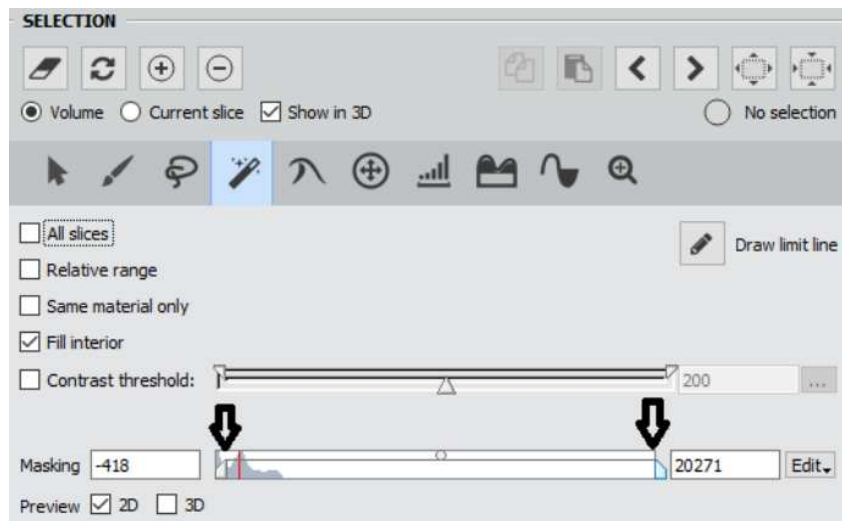 SELECTION
Volume Current slice Show in 3D No selection
All slices Draw limit line
Relative range
Same material only
Fill interior
Contrast threshold: 200 ...
Masking -418 20271 Edit
Preview 2D 3D